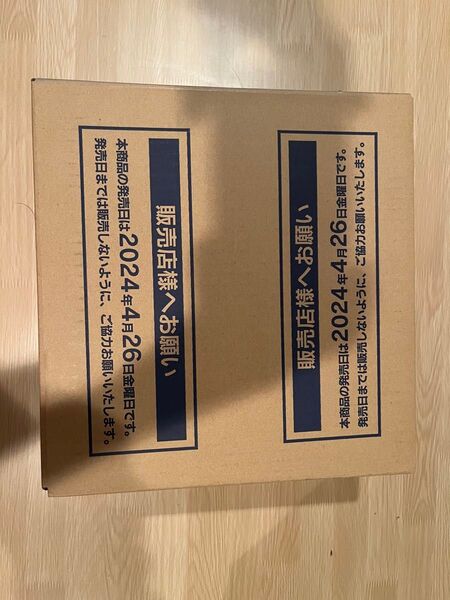 販売店様へお願い
本商品の発売日は2024年4月26日金曜日です。
発売日までは販売しないように、ご協力お願いいたします。
販売店様へお願い
本商品の発売日は2024年4月26日金曜日です。
発売日までは販売しないように、ご協力お願いいたします。